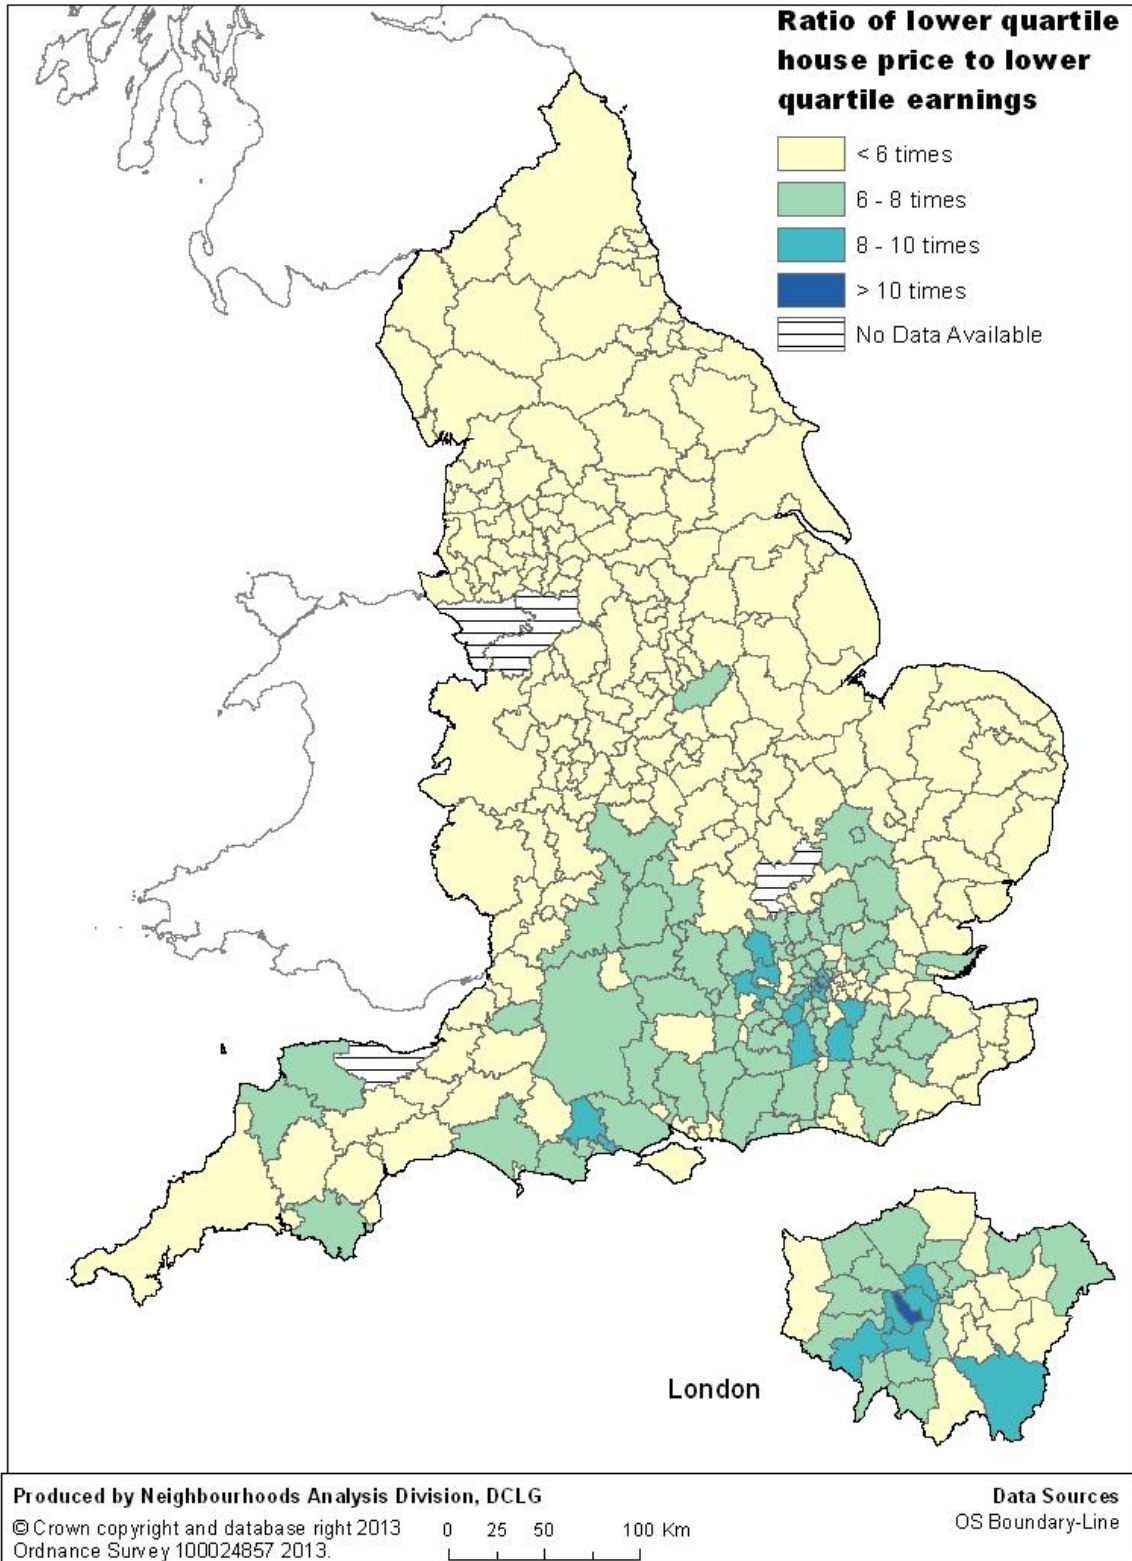 Ratio of lower quartile
house price to lower
quartile earnings
< 6 times
6 - 8 times
8 - 10 times
> 10 times
No Data Available
London
Produced by Neighbourhoods Analysis Division, DCLG
© Crown copyright and database right 2013
Ordnance Survey 100024857 2013.
0 25 50 100 Km
Data Sources
OS Boundary-Line